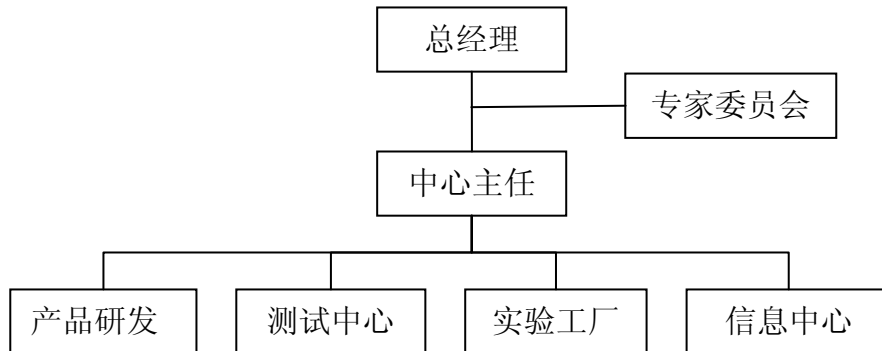 总经理
专家委员会
中心主任
产品研发
测试中心
实验工厂
信息中心